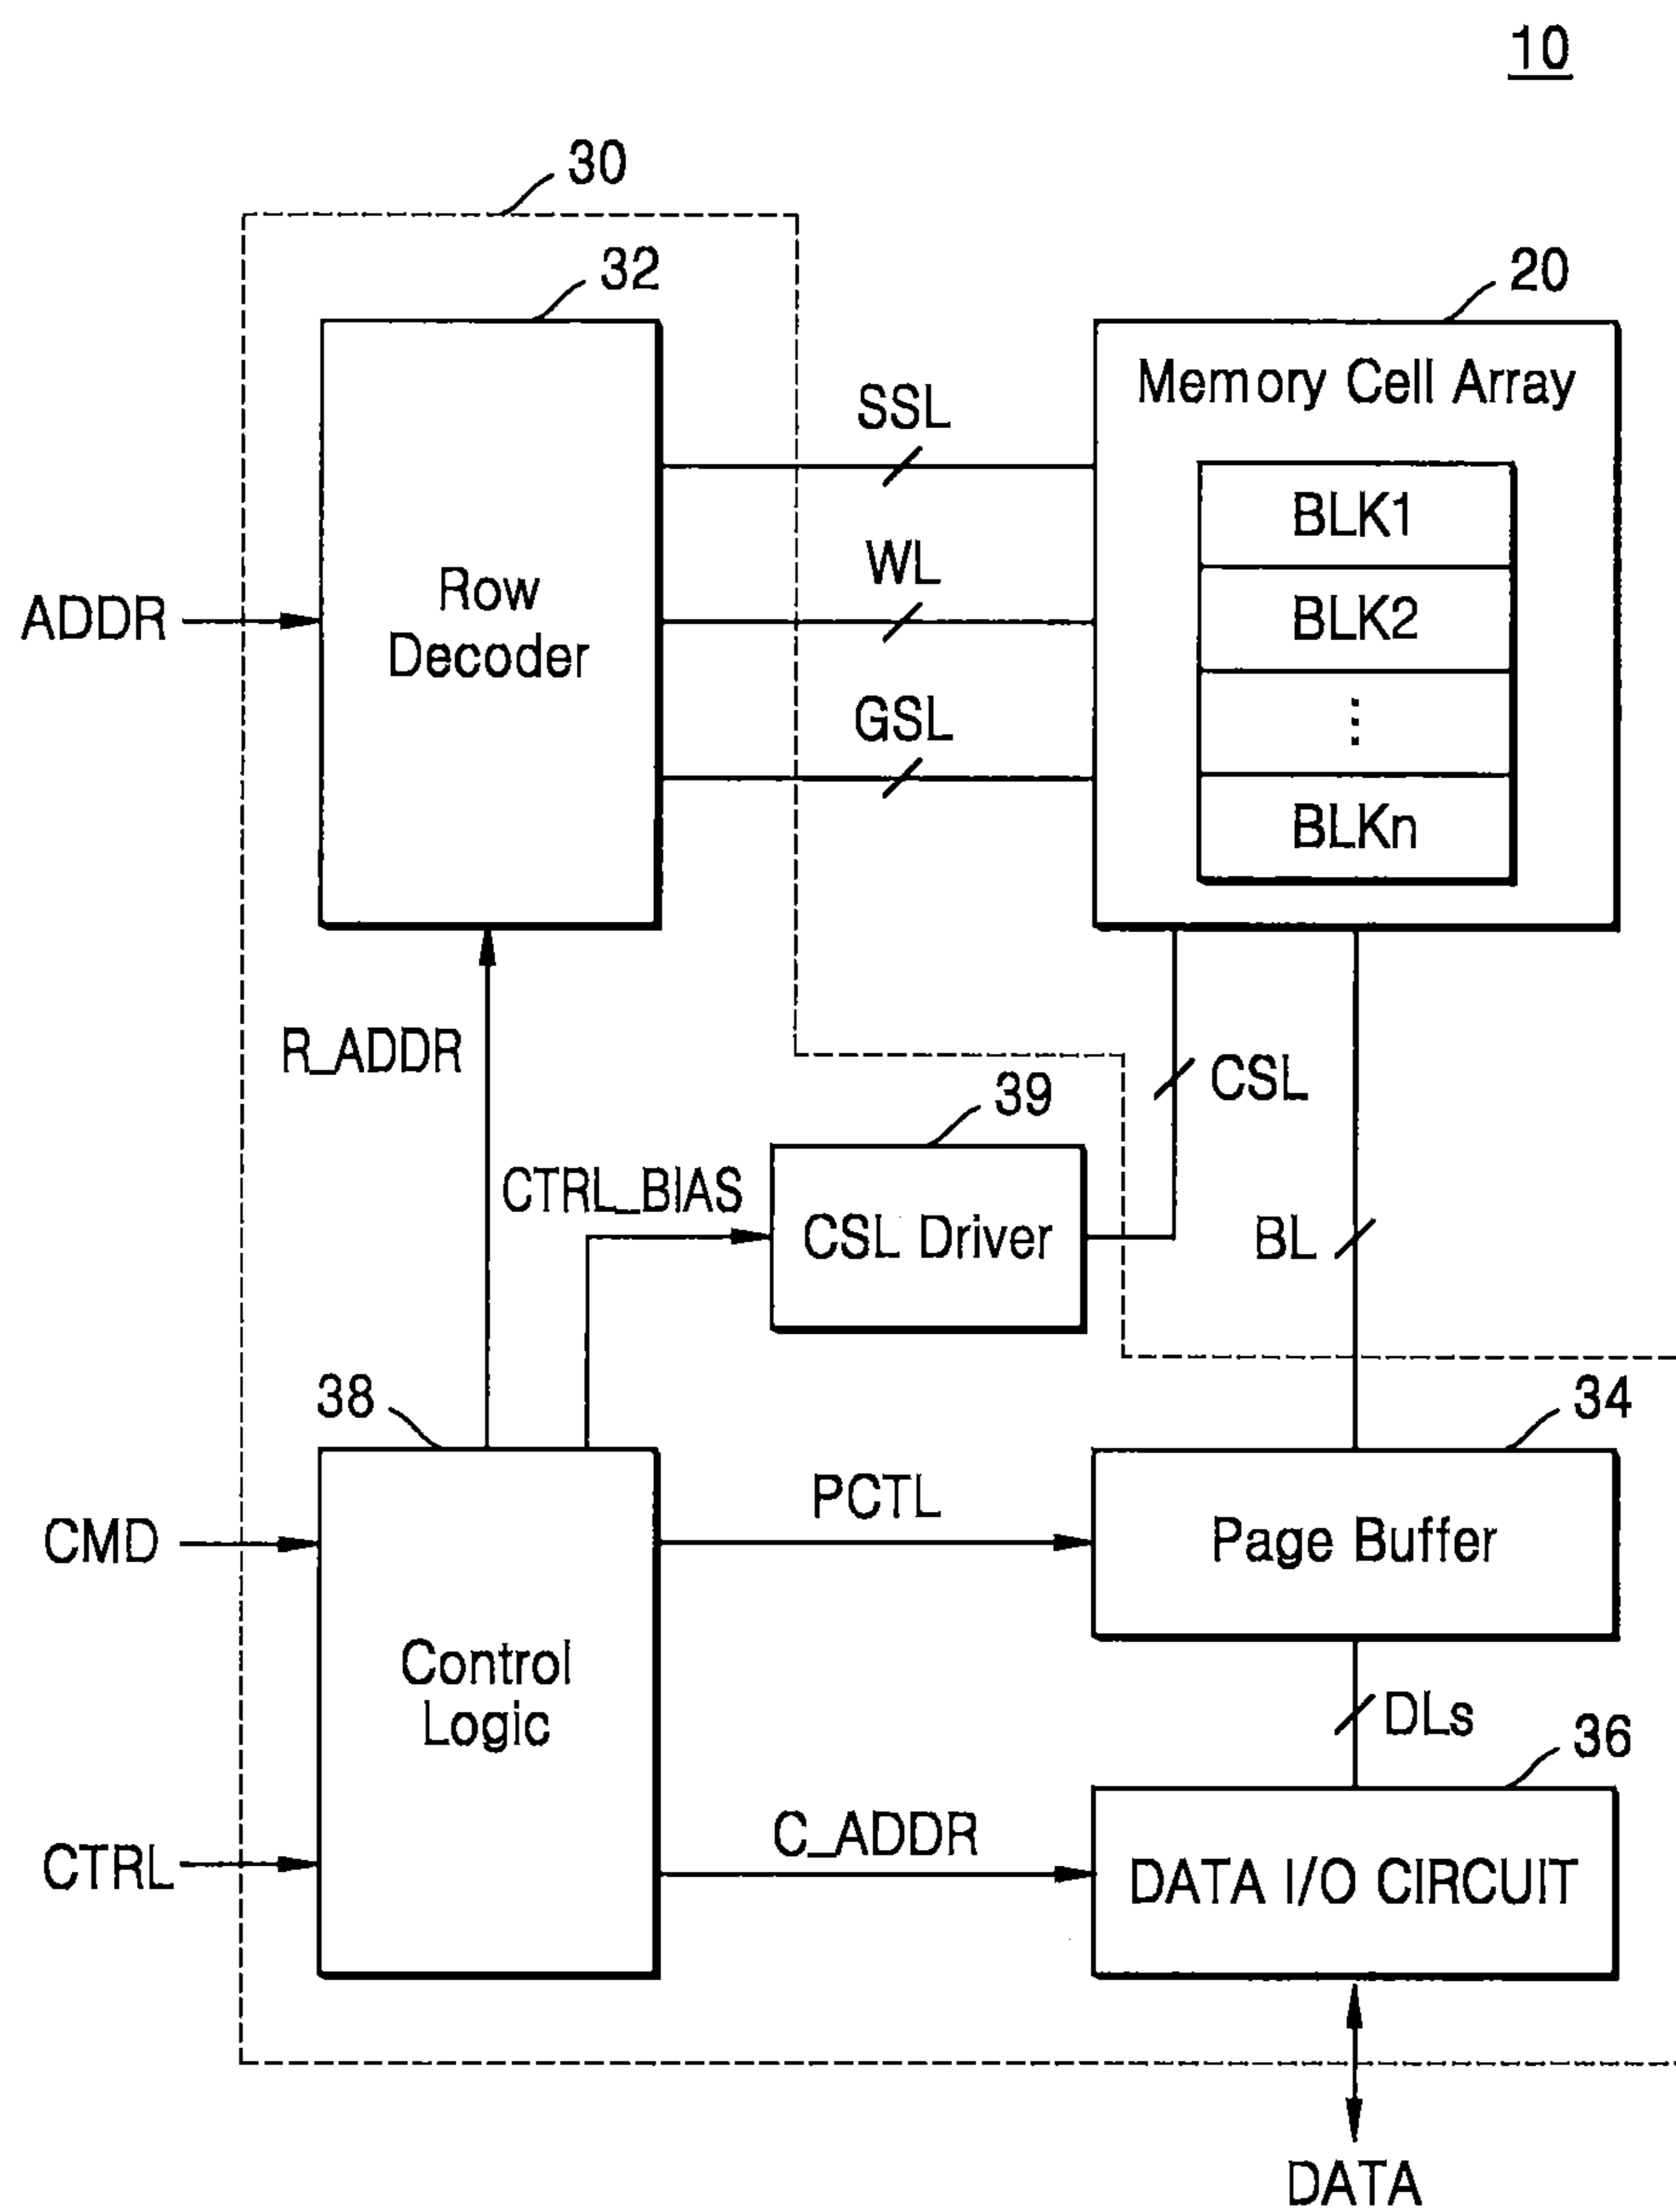 10
30
32
20
Row
Decoder
Memory Cell Array
SSL
BLK1
WL
BLK2
ADDR
GSL
⋮
BLKn
R_ADDR
CSL
39
CTRL_BIAS
CSL Driver
BL
38
34
CMD
PCTL
Page Buffer
Control
Logic
DLs
36
CTRL
C_ADDR
DATA I/O CIRCUIT
DATA